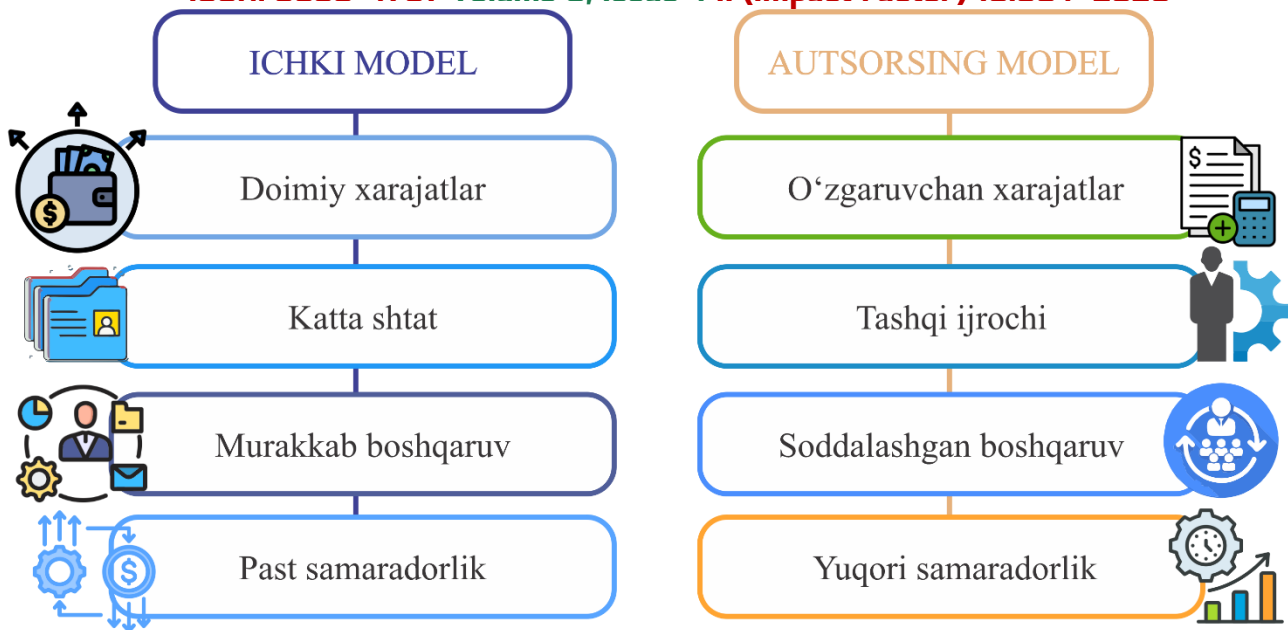 ICHKI MODEL
AUTSORSING MODEL
Doimiy xarajatlar
O‘zgaruvchan xarajatlar
Katta shtat
Tashqi ijrochi
Murakkab boshqaruv
Soddalashgan boshqaruv
Past samaradorlik
Yuqori samaradorlik